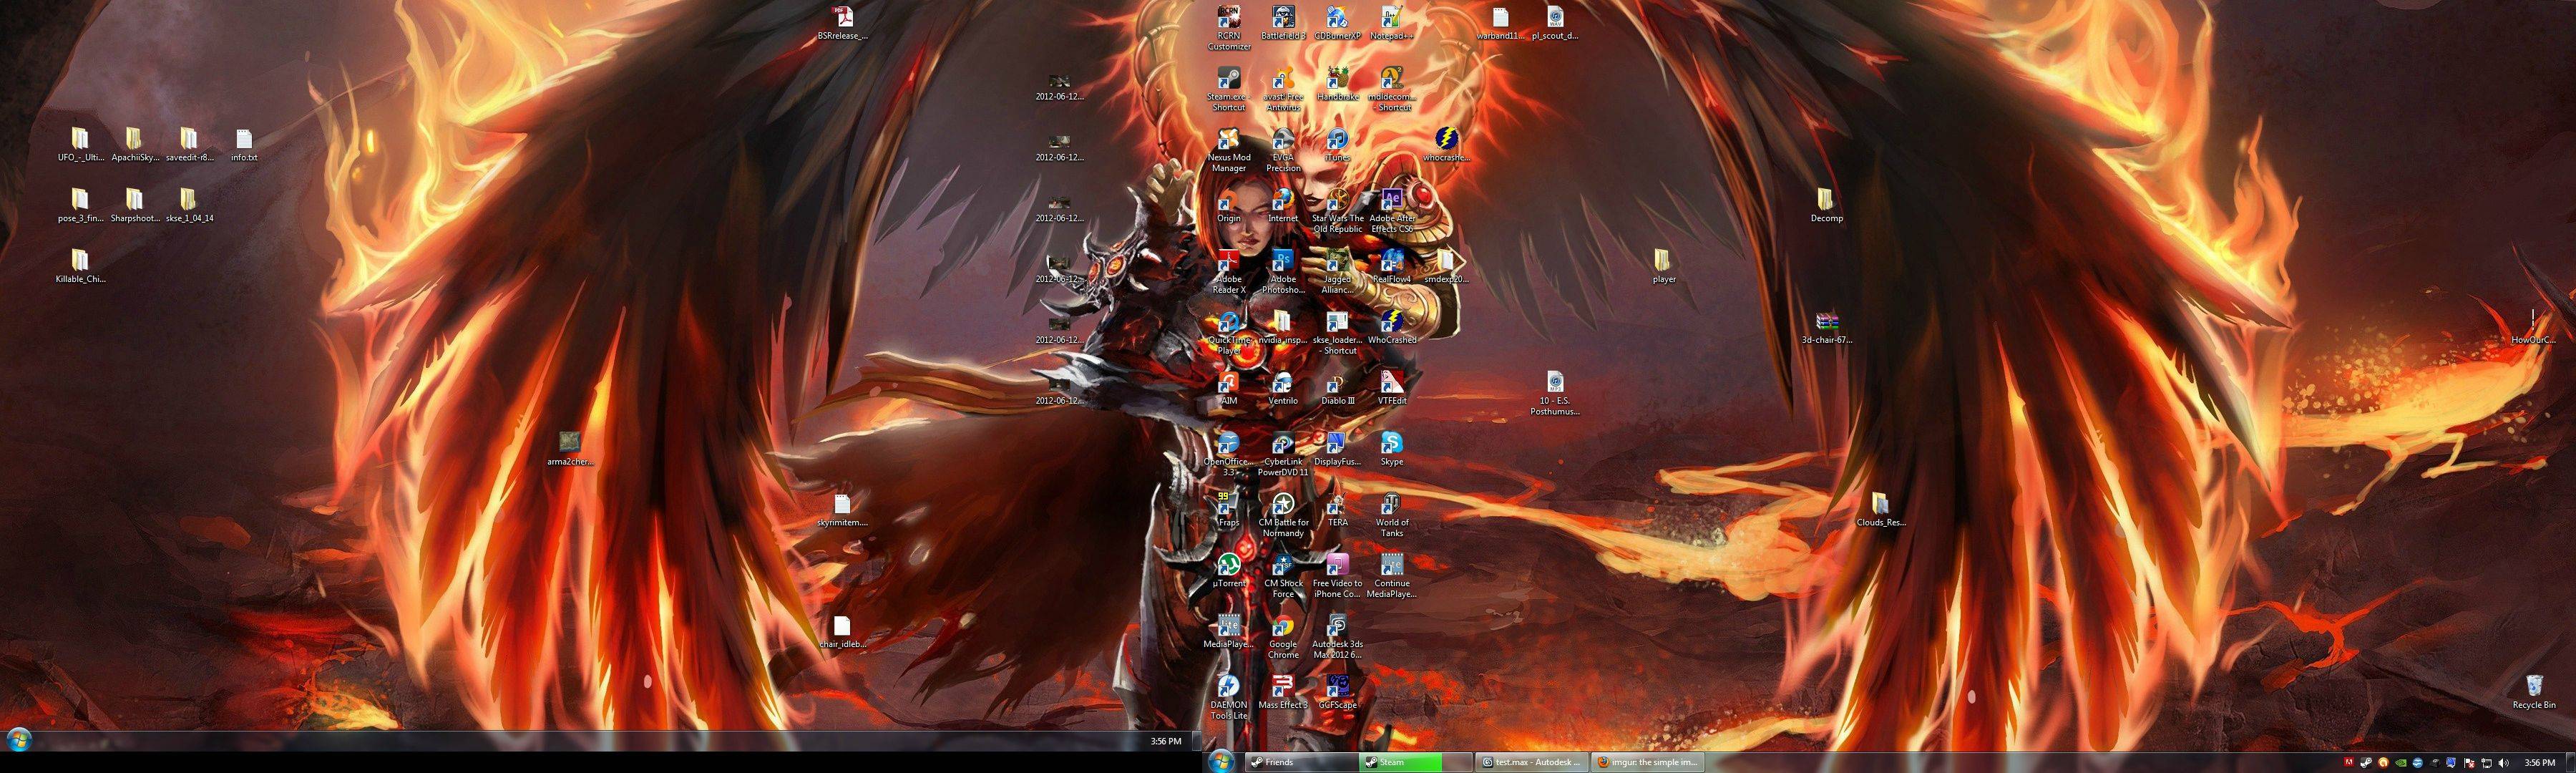 BSRrelease_...
RCRN
Customizer
Battlefield 3
CDBurnerXP
Notepad++
warband11...
pl_scout_d...
2012-06-12...
Steam.exe -
Shortcut
avast! Free
Antivirus
Handbrake
mdldecom...
- Shortcut
UFO_-_Ulti...
ApachiiSky...
saveedit-r8...
info.txt
2012-06-12...
Nexus Mod
Manager
EVGA
Precision
iTunes
whocrashe...
pose_3_fin...
Sharpshoot...
skse_1_04_14
2012-06-12...
Origin
Internet
Star Wars The
Old Republic
Adobe After
Effects CS6
Decomp
Killable_Chi...
2012-06-12...
Adobe
Reader X
Adobe
Photosho...
Jagged
Allianc...
RealFlow4
smdexp20...
player
2012-06-12...
QuickTime
Player
nvidia_insp...
skse_loader...
- Shortcut
WhoCrashed
3d-chair-67...
HowOurC...
2012-06-12...
AIM
Ventrilo
Diablo III
VTFEdit
10 - E.S.
Posthumus...
arma2cher...
OpenOffice...
3.3
CyberLink
PowerDVD 11
DisplayFus...
Skype
skyrimitem....
Fraps
CM Battle for
Normandy
TERA
World of
Tanks
Clouds_Res...
µTorrent
CM Shock
Force
Free Video to
iPhone Co...
Continue
MediaPlaye...
chair_idleb...
MediaPlaye...
Google
Chrome
Autodesk 3ds
Max 2012 6...
DAEMON
Tools Lite
Mass Effect 3
GCFScape
Recycle Bin
3:56 PM
Friends
Steam
test.max - Autodesk ...
imgur: the simple im...
3:56 PM